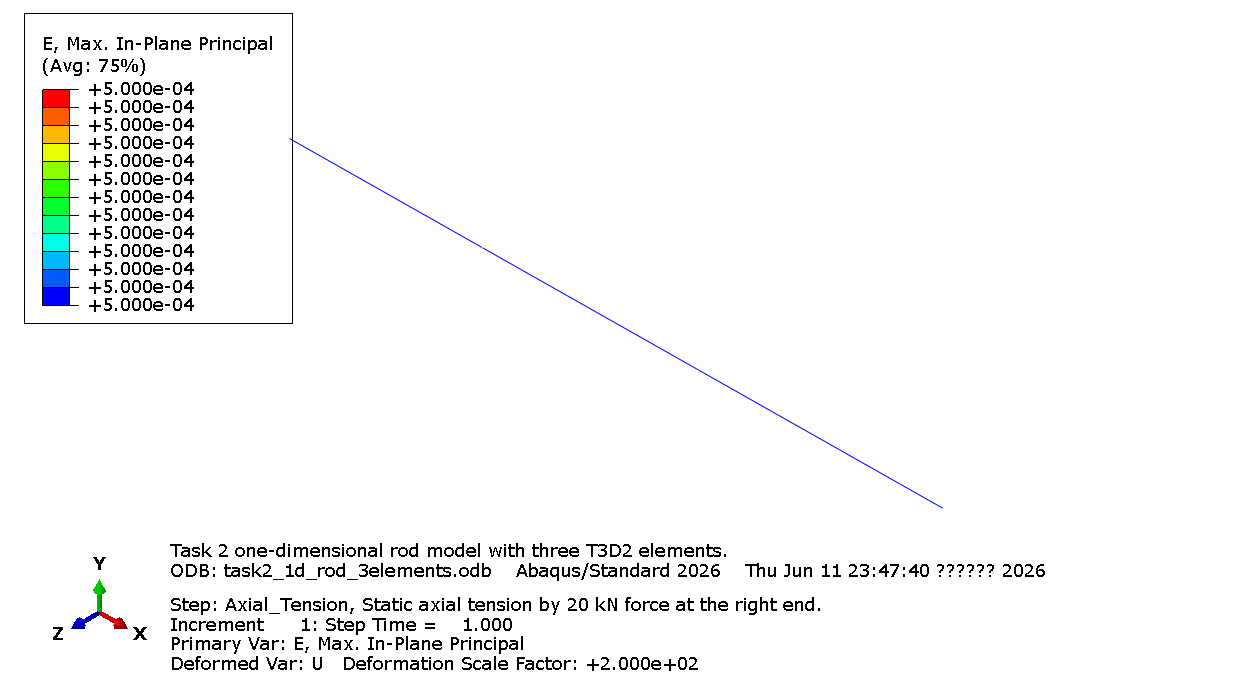 E, Max. In-Plane Principal
(Avg: 75%)
+5.000e-04
+5.000e-04
+5.000e-04
+5.000e-04
+5.000e-04
+5.000e-04
+5.000e-04
+5.000e-04
+5.000e-04
+5.000e-04
+5.000e-04
+5.000e-04
+5.000e-04
Y
Z X
Task 2 one-dimensional rod model with three T3D2 elements.
ODB: task2_1d_rod_3elements.odb Abaqus/Standard 2026 Thu Jun 11 23:47:40 ?????? 2026
Step: Axial_Tension, Static axial tension by 20 kN force at the right end.
Increment 1: Step Time = 1.000
Primary Var: E, Max. In-Plane Principal
Deformed Var: U Deformation Scale Factor: +2.000e+02